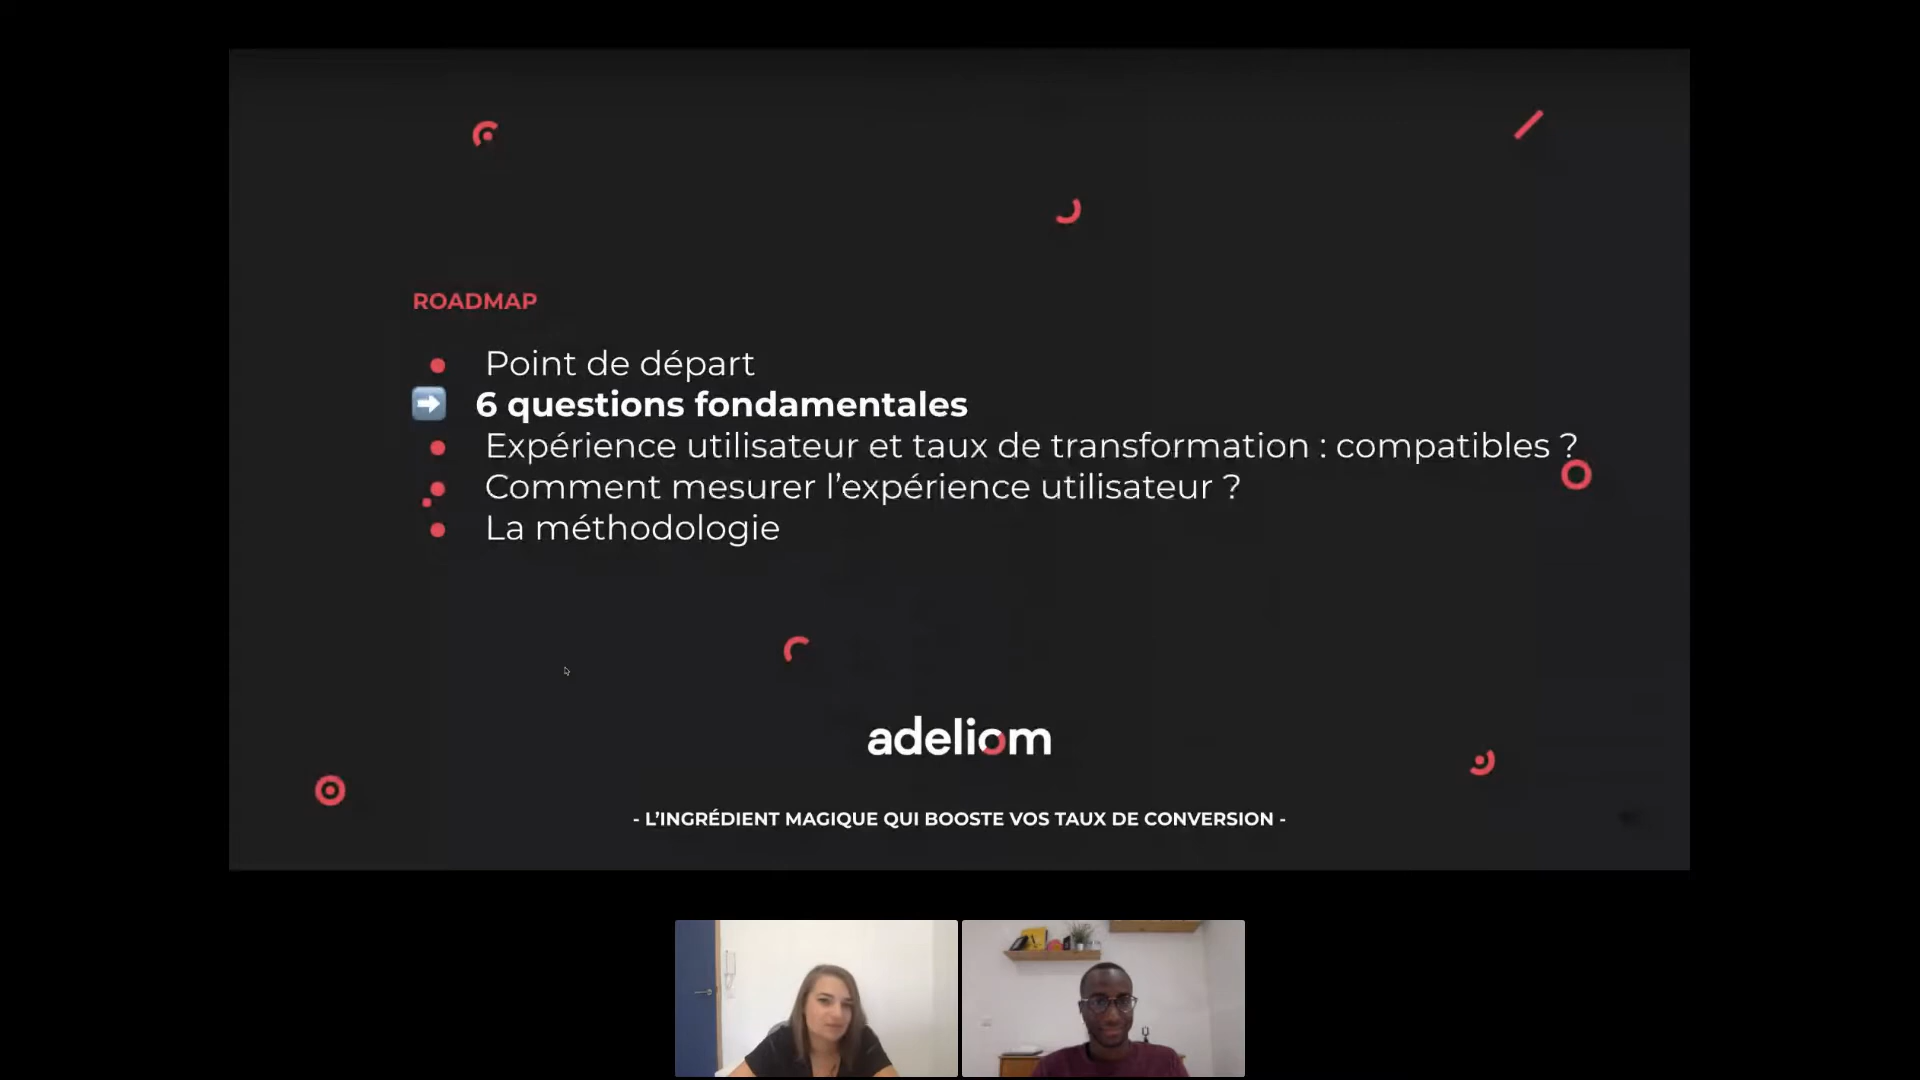 ROADMAP
Point de départ
6 questions fondamentales
Expérience utilisateur et taux de transformation : compatibles ?
Comment mesurer l’expérience utilisateur ?
La méthodologie
adeliom
- L’INGRÉDIENT MAGIQUE QUI BOOSTE VOS TAUX DE CONVERSION -